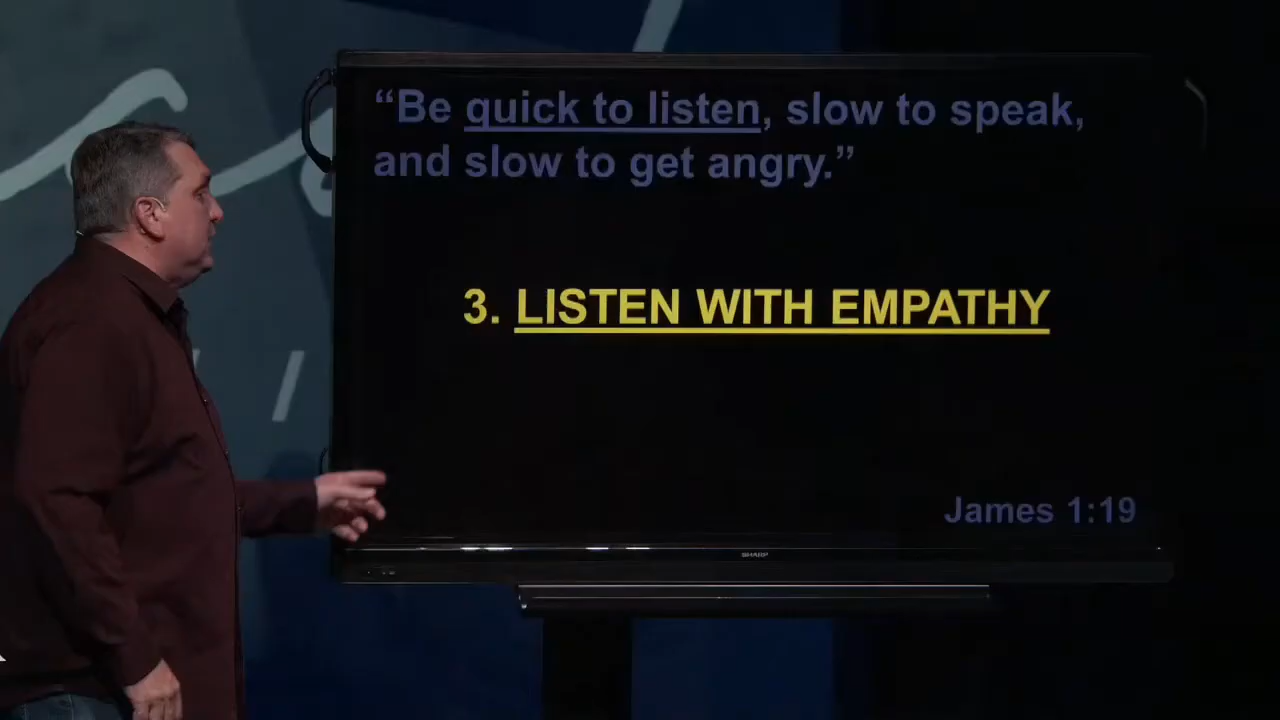 “Be quick to listen, slow to speak,
and slow to get angry.”
3. LISTEN WITH EMPATHY
James 1:19
SHARP